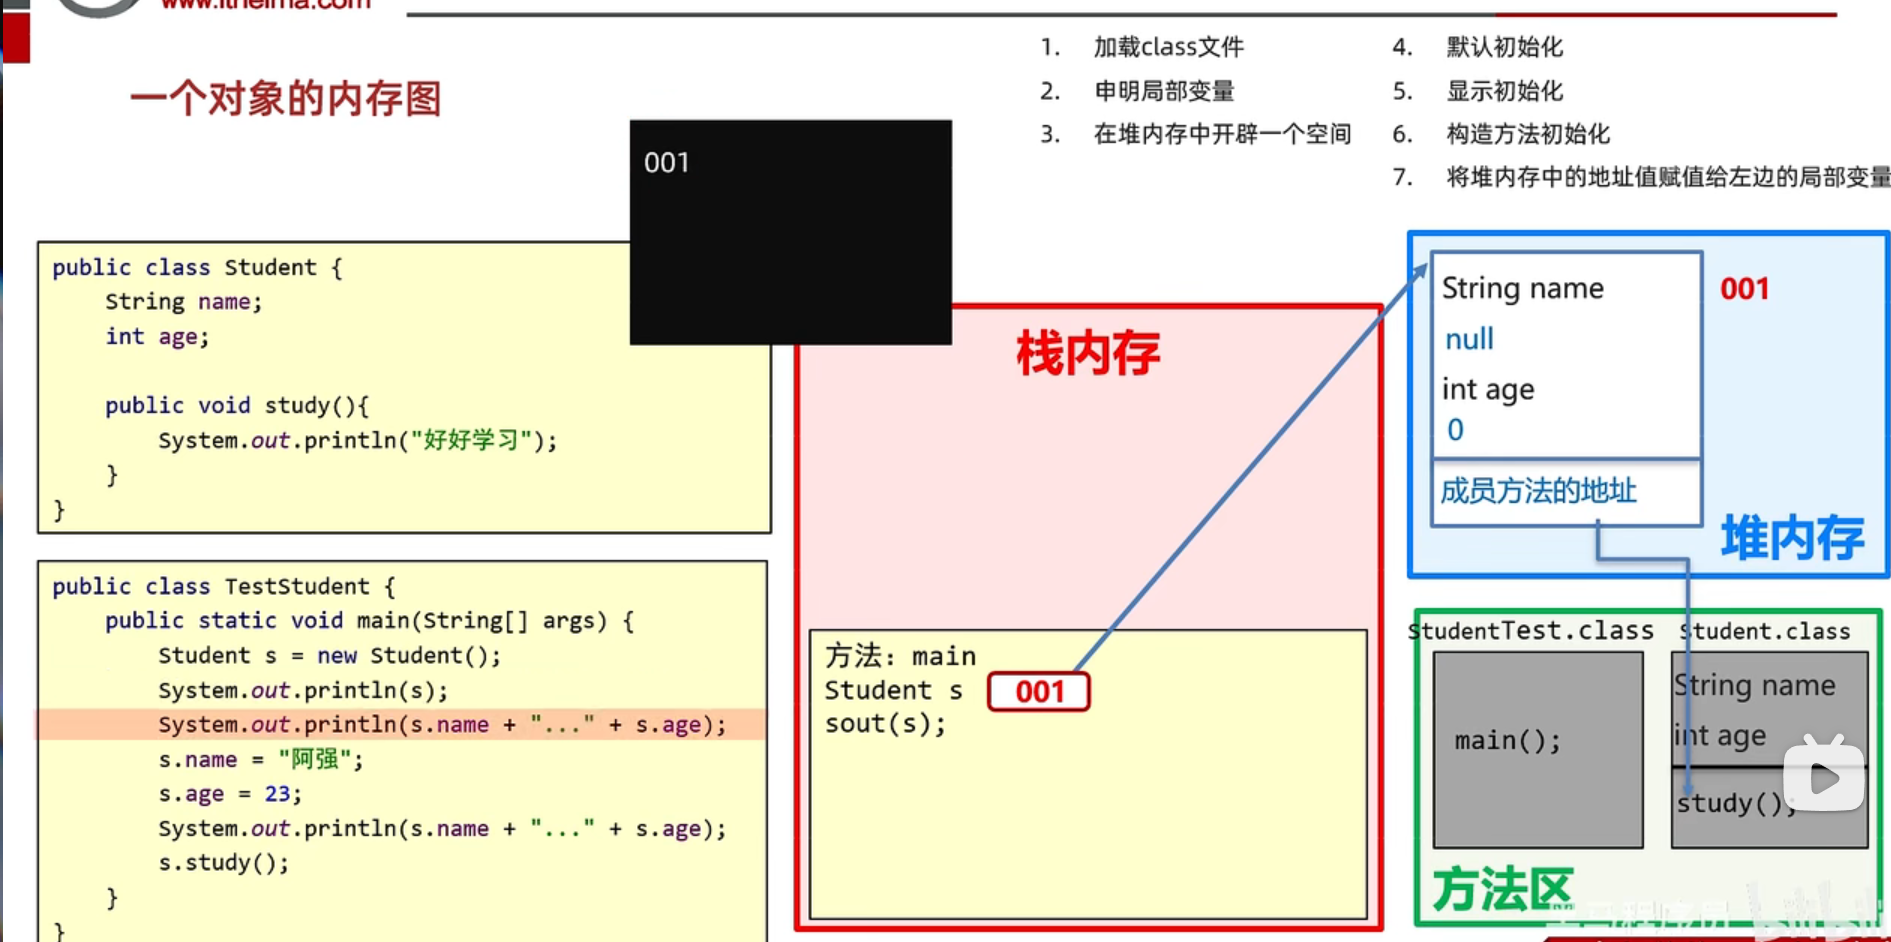 www.itheima.com
一个对象的内存图
1. 加载class文件
2. 申明局部变量
3. 在堆内存中开辟一个空间
4. 默认初始化
5. 显示初始化
6. 构造方法初始化
7. 将堆内存中的地址值赋值给左边的局部变量
001
public class Student {
String name;
int age;
public void study(){
System.out.println("好好学习");
}
}
public class TestStudent {
public static void main(String[] args) {
Student s = new Student();
System.out.println(s);
System.out.println(s.name + "..." + s.age);
s.name = "阿强";
s.age = 23;
System.out.println(s.name + "..." + s.age);
s.study();
}
}
栈内存
方法：main
Student s 001
sout(s);
String name
null
int age
0
成员方法的地址
001
堆内存
StudentTest.class
main();
Student.class
String name
int age
study();
方法区
黑马程序员
bilibili